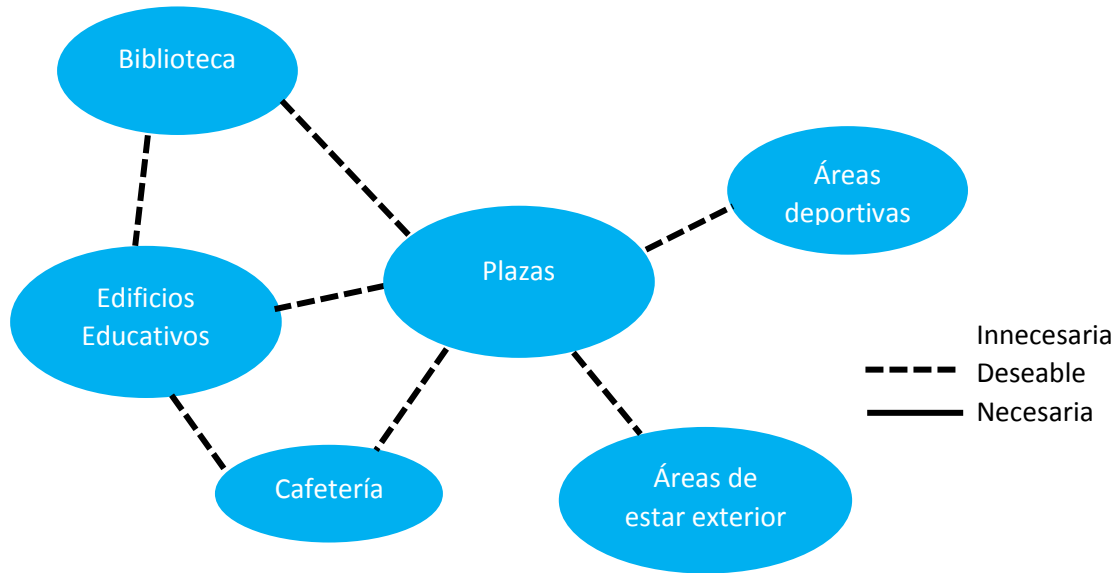 Biblioteca
Áreas
deportivas
Plazas
Edificios
Educativos
Innecesaria
Deseable
Necesaria
Cafetería
Áreas de
estar exterior